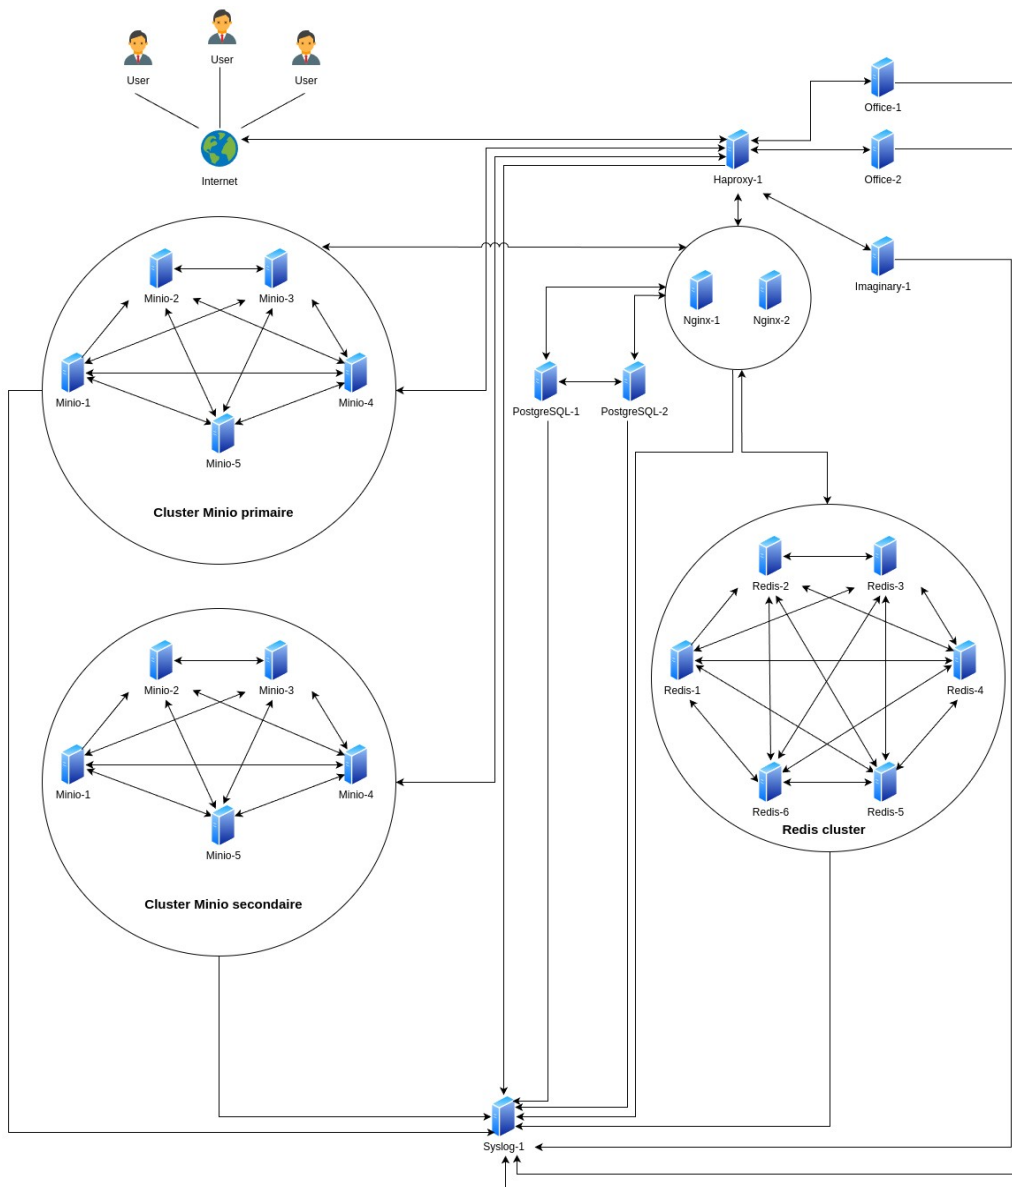 User
User
User
Internet
Haproxy-1
Office-1
Office-2
Imaginary-1
Minio-2
Minio-3
Minio-1
Minio-4
Minio-5
Cluster Minio primaire
Nginx-1
Nginx-2
PostgreSQL-1
PostgreSQL-2
Redis-2
Redis-3
Redis-1
Redis-4
Redis-6
Redis-5
Redis cluster
Minio-2
Minio-3
Minio-1
Minio-4
Minio-5
Cluster Minio secondaire
Syslog-1